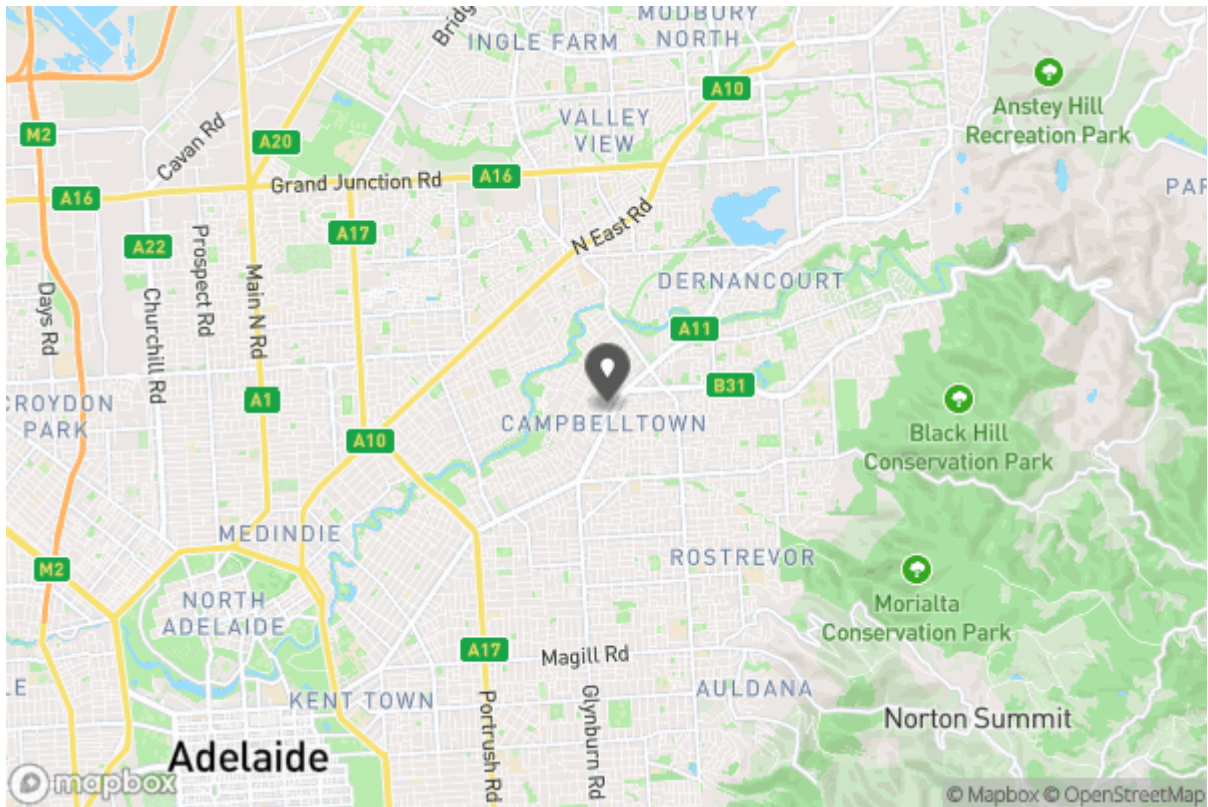 MODBURY
NORTH
INGLE FARM
Bridg
A10
Anstey Hill
Recreation Park
VALLEY
VIEW
M2
Cavan Rd
A20
A16
Grand Junction Rd
A16
PAR
Prospect Rd
A22
A17
N East Rd
Main N Rd
DERNANCOURT
Days Rd
Churchill Rd
A11
B31
A1
CROYDON
PARK
CAMPBELLTOWN
A10
Black Hill
Conservation Park
MEDINDIE
ROSTREVOR
M2
NORTH
ADELAIDE
Morialta
Conservation Park
A17
Magill Rd
LE
KENT TOWN
Portrush Rd
Glynburn Rd
AULDANA
Norton Summit
Adelaide
mapbox
© Mapbox © OpenStreetMap